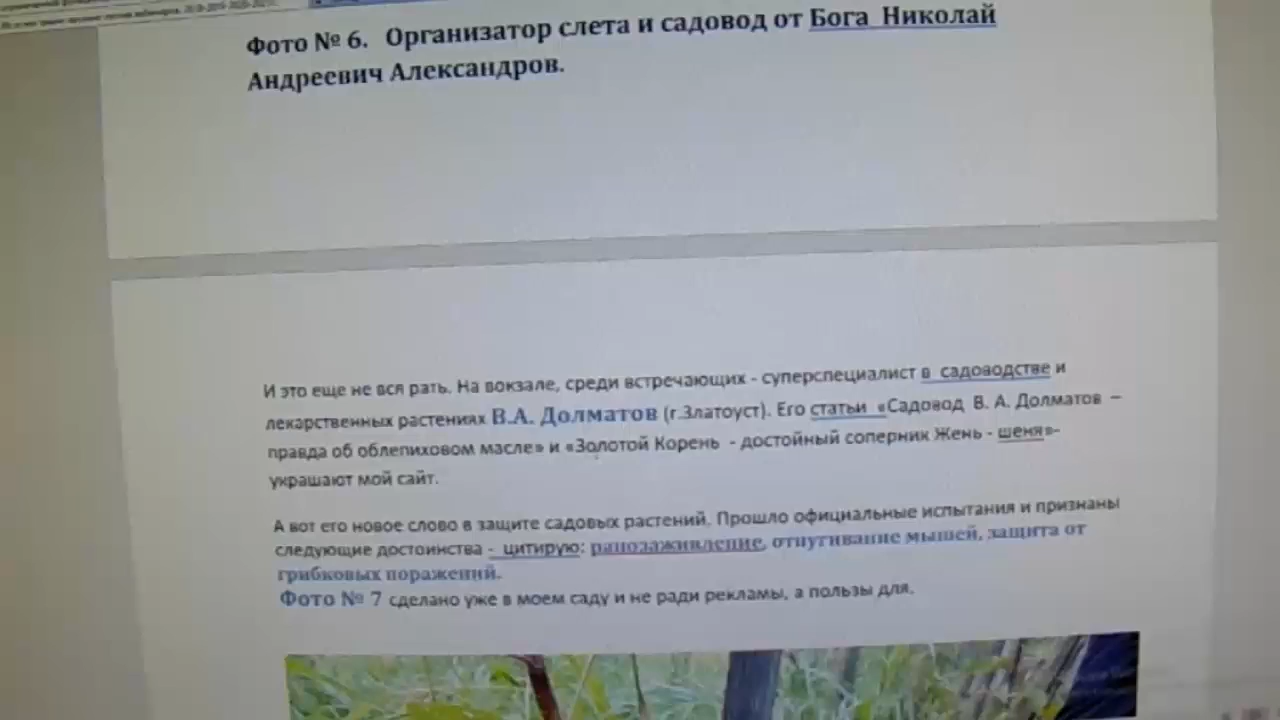 Фото № 6. Организатор слета и садовод от Бога Николай
Андреевич Александров.
И это еще не вся рать. На вокзале, среди встречающих - суперспециалист в садоводстве и
лекарственных растениях В.А. Долматов (г.Златоуст). Его статьи «Садовод В. А. Долматов –
правда об облепиховом масле» и «Золотой Корень - достойный соперник Жень - шеня»-
украшают мой сайт.
А вот его новое слово в защите садовых растений. Прошло официальные испытания и признаны
следующие достоинства - цитирую: ранозаживление, отпугивание мышей, защита от
грибковых поражений.
Фото № 7 сделано уже в моем саду и не ради рекламы, а пользы для.